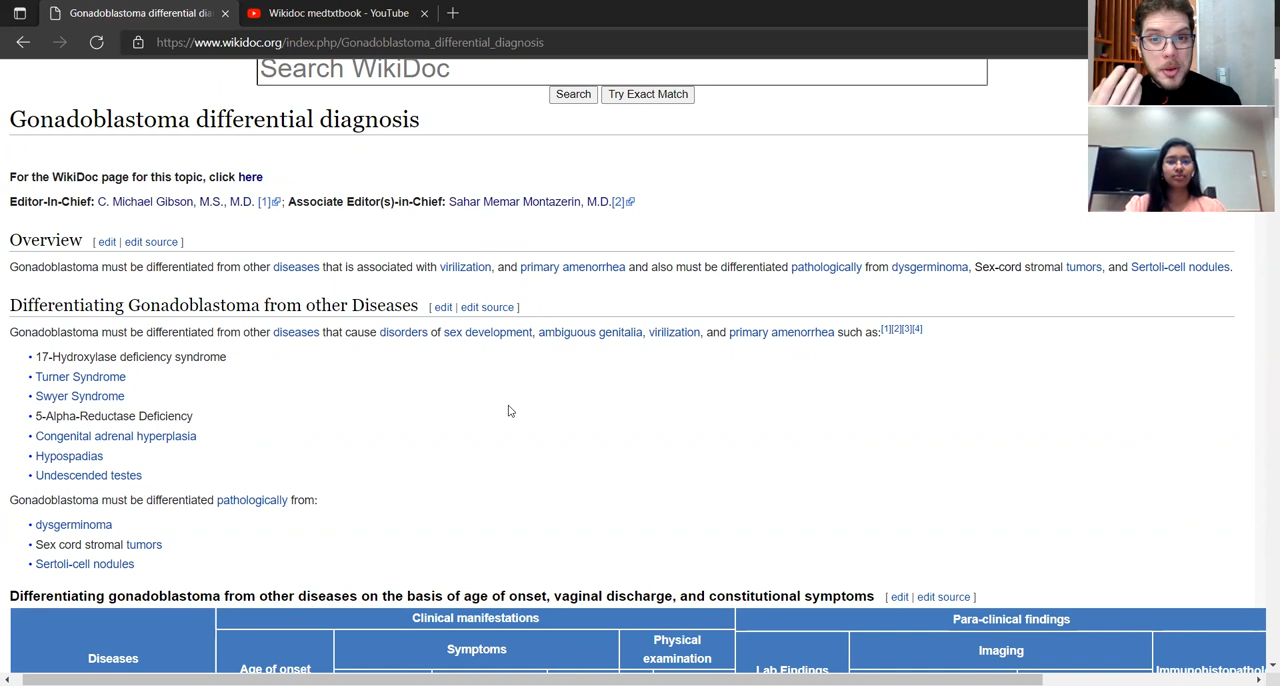 Gonadoblastoma differential dia
Wikidoc medtxtbook - YouTube
https://www.wikidoc.org/index.php/Gonadoblastoma_differential_diagnosis
Search WikiDoc
Search Try Exact Match
Gonadoblastoma differential diagnosis
For the WikiDoc page for this topic, click here
Editor-In-Chief: C. Michael Gibson, M.S., M.D. [1]; Associate Editor(s)-in-Chief: Sahar Memar Montazerin, M.D.[2]
Overview [ edit | edit source ]
Gonadoblastoma must be differentiated from other diseases that is associated with virilization, and primary amenorrhea and also must be differentiated pathologically from dysgerminoma, Sex-cord stromal tumors, and Sertoli-cell nodules.
Differentiating Gonadoblastoma from other Diseases [ edit | edit source ]
Gonadoblastoma must be differentiated from other diseases that cause disorders of sex development, ambiguous genitalia, virilization, and primary amenorrhea such as:[1][2][3][4]
• 17-Hydroxylase deficiency syndrome
• Turner Syndrome
• Swyer Syndrome
• 5-Alpha-Reductase Deficiency
• Congenital adrenal hyperplasia
• Hypospadias
• Undescended testes
Gonadoblastoma must be differentiated pathologically from:
• dysgerminoma
• Sex cord stromal tumors
• Sertoli-cell nodules
Differentiating gonadoblastoma from other diseases on the basis of age of onset, vaginal discharge, and constitutional symptoms [ edit | edit source ]
Clinical manifestations
Para-clinical findings
Diseases
Symptoms
Physical
examination
Imaging
Age of onset
Lab Findings
Immunohistopathol